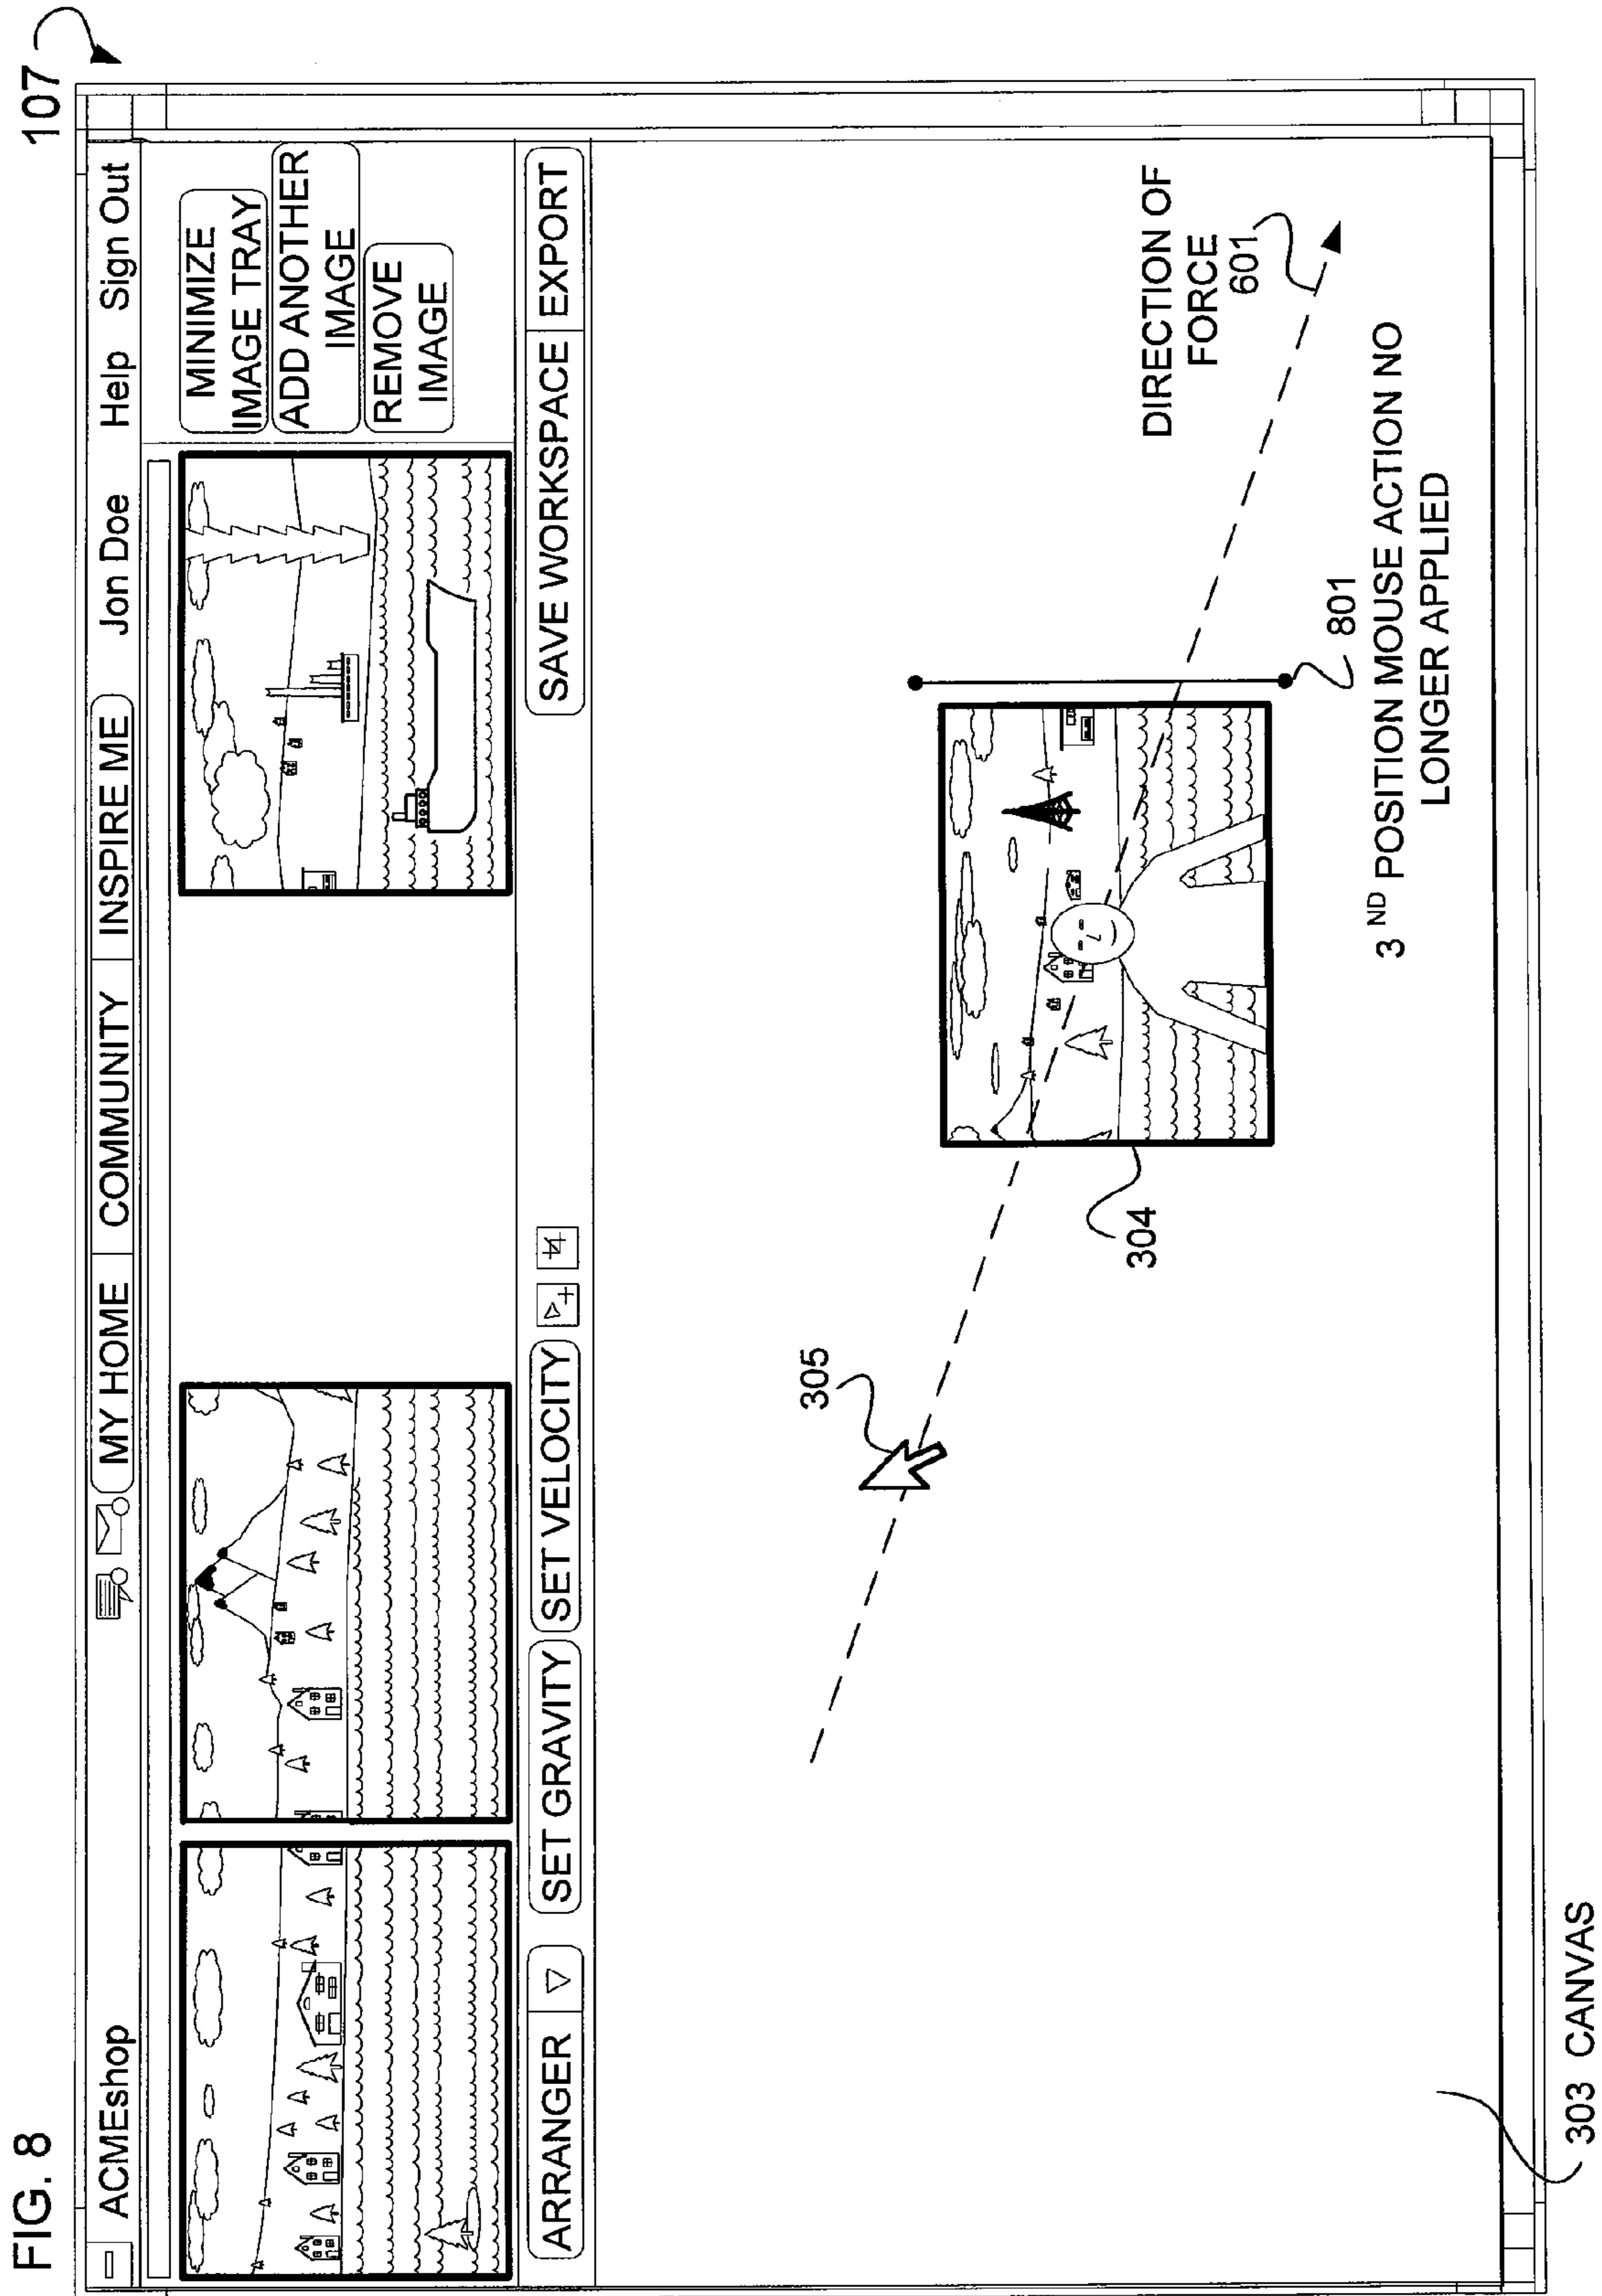 FIG. 8
107
ACMEshop MY HOME COMMUNITY INSPIRE ME Jon Doe Help Sign Out
MINIMIZE
IMAGE TRAY
ADD ANOTHER
IMAGE
REMOVE
IMAGE
ARRANGER SET GRAVITY SET VELOCITY SAVE WORKSPACE EXPORT
305
304
DIRECTION OF
FORCE
601
801
3 ND POSITION MOUSE ACTION NO
LONGER APPLIED
303 CANVAS